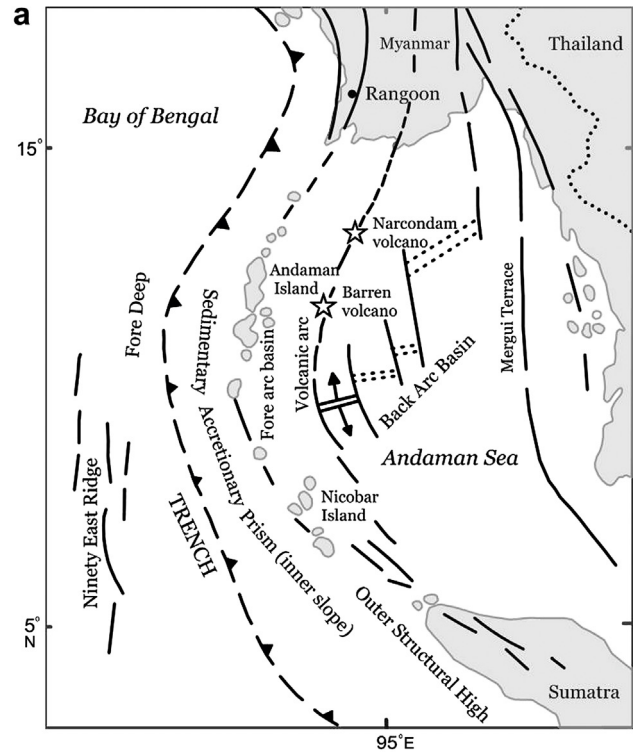 a
Myanmar
Thailand
Rangoon
Bay of Bengal
15°
Narcondam
volcano
Andaman
Island
Barren
volcano
Fore Deep
Sedimentary Accretionary Prism (inner slope)
Fore arc basin
Volcanic arc
Mergui Terrace
Back Arc Basin
Andaman Sea
Ninety East Ridge
TRENCH
Nicobar
Island
Outer Structural High
5°
N
Sumatra
95°E